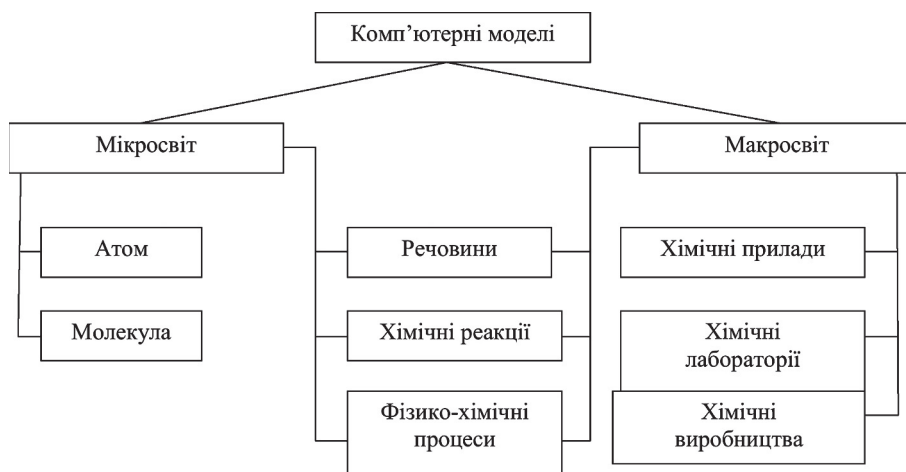 Комп’ютерні моделі
Мікросвіт
Макросвіт
Атом
Речовини
Хімічні прилади
Молекула
Хімічні реакції
Хімічні
лабораторії
Фізико-хімічні
процеси
Хімічні
виробництва